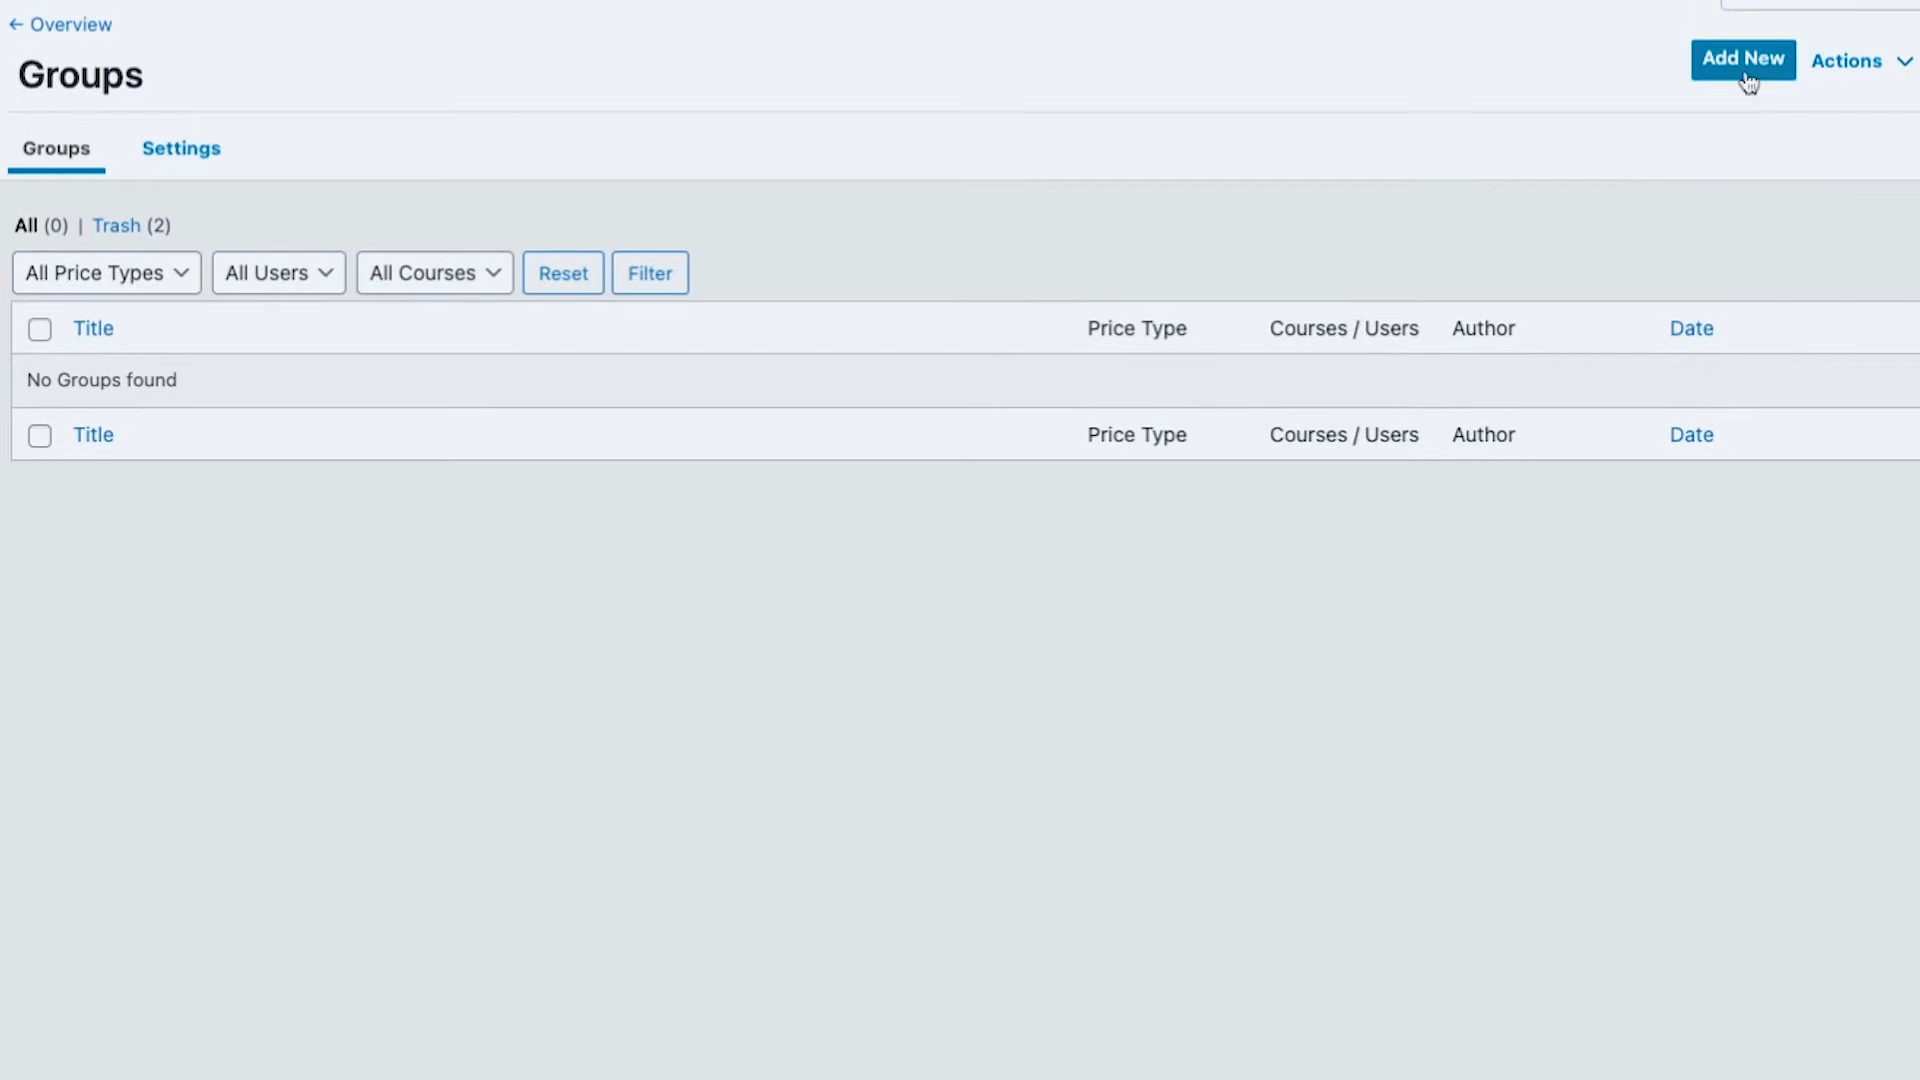 ← Overview
Groups
Add New Actions
Groups Settings
All (0) | Trash (2)
All Price Types All Users All Courses Reset Filter
Title Price Type Courses / Users Author Date
No Groups found
Title Price Type Courses / Users Author Date